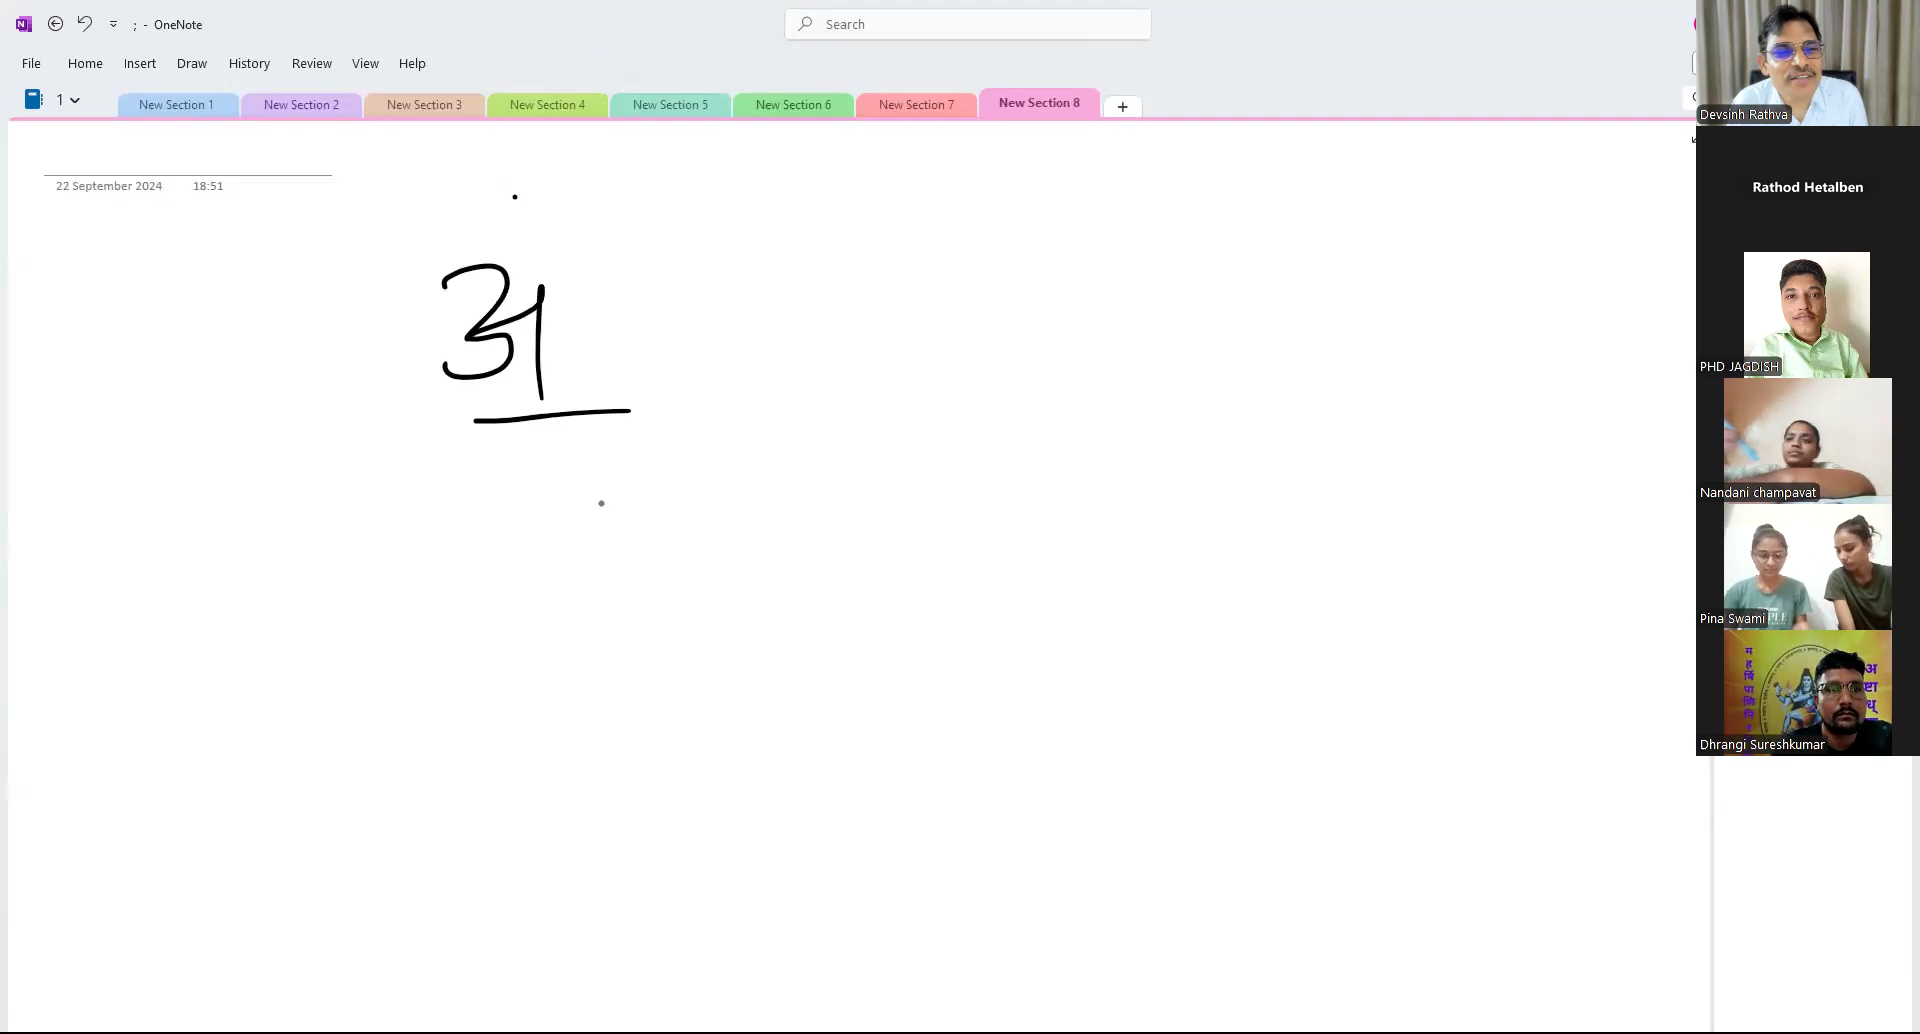 ; - OneNote
Search
File Home Insert Draw History Review View Help
1
New Section 1 New Section 2 New Section 3 New Section 4 New Section 5 New Section 6 New Section 7 New Section 8 +
22 September 2024 18:51
अ
Devsinh Rathva
Rathod Hetalben
PHD JAGDISH
Nandani champavat
Pina Swami
महर्षि पाणिनि
अष्टाध्
Dhrangi Sureshkumar